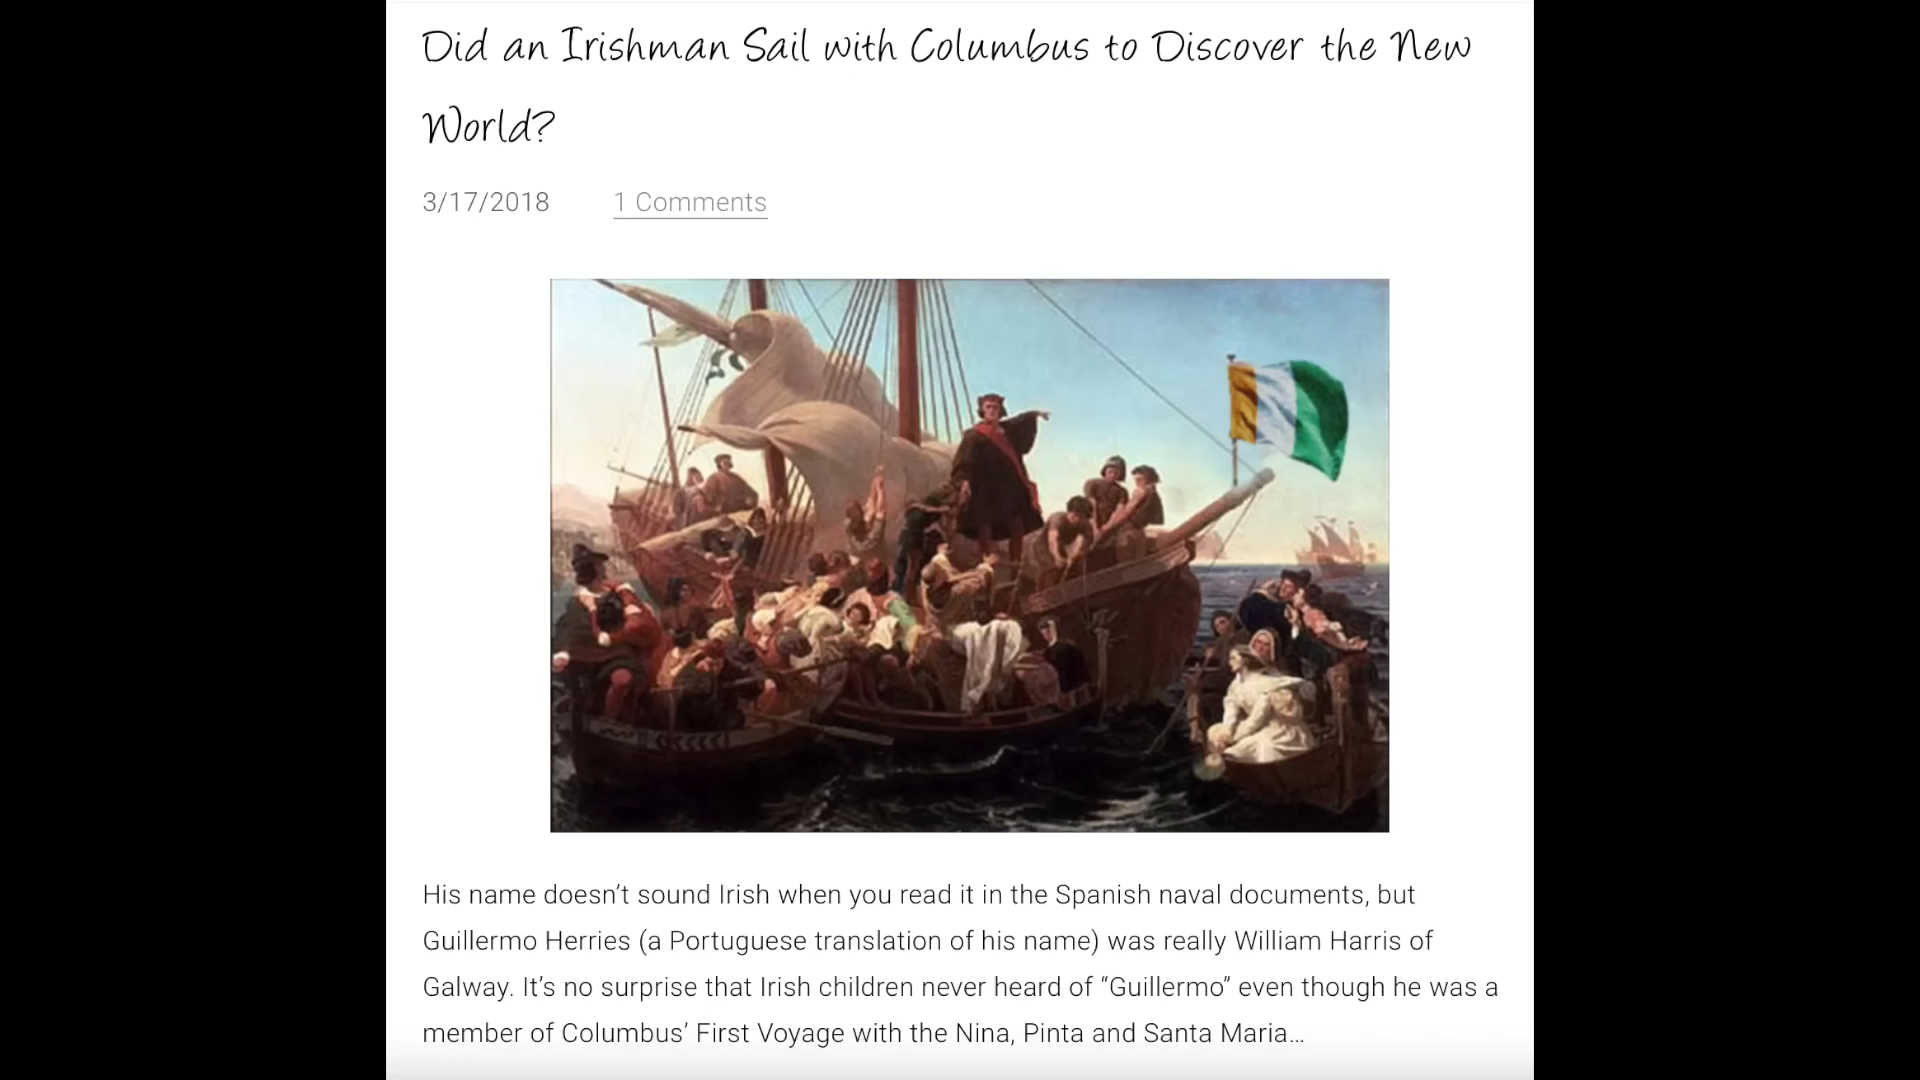 Did an Irishman Sail with Columbus to Discover the New
World?
3/17/2018 1 Comments
His name doesn’t sound Irish when you read it in the Spanish naval documents, but
Guillermo Herries (a Portuguese translation of his name) was really William Harris of
Galway. It’s no surprise that Irish children never heard of “Guillermo” even though he was a
member of Columbus’ First Voyage with the Nina, Pinta and Santa Maria...